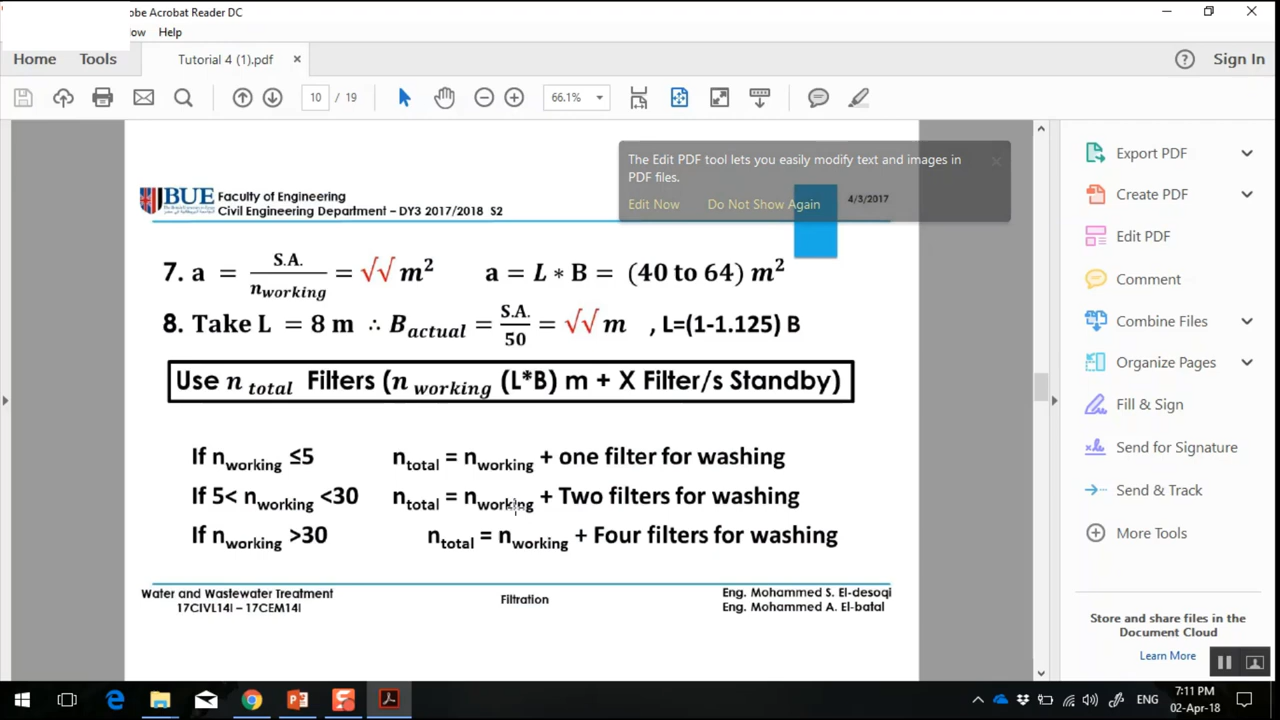 obe Acrobat Reader DC
ow Help
Home Tools Tutorial 4 (1).pdf × Sign In
10 / 19 66.1%
The Edit PDF tool lets you easily modify text and images in
PDF files.
Edit Now Do Not Show Again
BUE Faculty of Engineering
Civil Engineering Department – DY3 2017/2018 S2
4/3/2017
7. a = S.A. / n_working = √√ m² a = L * B = (40 to 64) m²
8. Take L = 8 m ∴ B_actual = S.A. / 50 = √√ m , L=(1-1.125) B
Use n_total Filters (n_working (L*B) m + X Filter/s Standby)
If n_working ≤5 n_total = n_working + one filter for washing
If 5< n_working <30 n_total = n_working + Two filters for washing
If n_working >30 n_total = n_working + Four filters for washing
Water and Wastewater Treatment
17CIVL14I – 17CEM14I
Filtration
Eng. Mohammed S. El-desoqi
Eng. Mohammed A. El-batal
Export PDF
Create PDF
Edit PDF
Comment
Combine Files
Organize Pages
Fill & Sign
Send for Signature
Send & Track
More Tools
Store and share files in the
Document Cloud
Learn More
ENG 7:11 PM
02-Apr-18